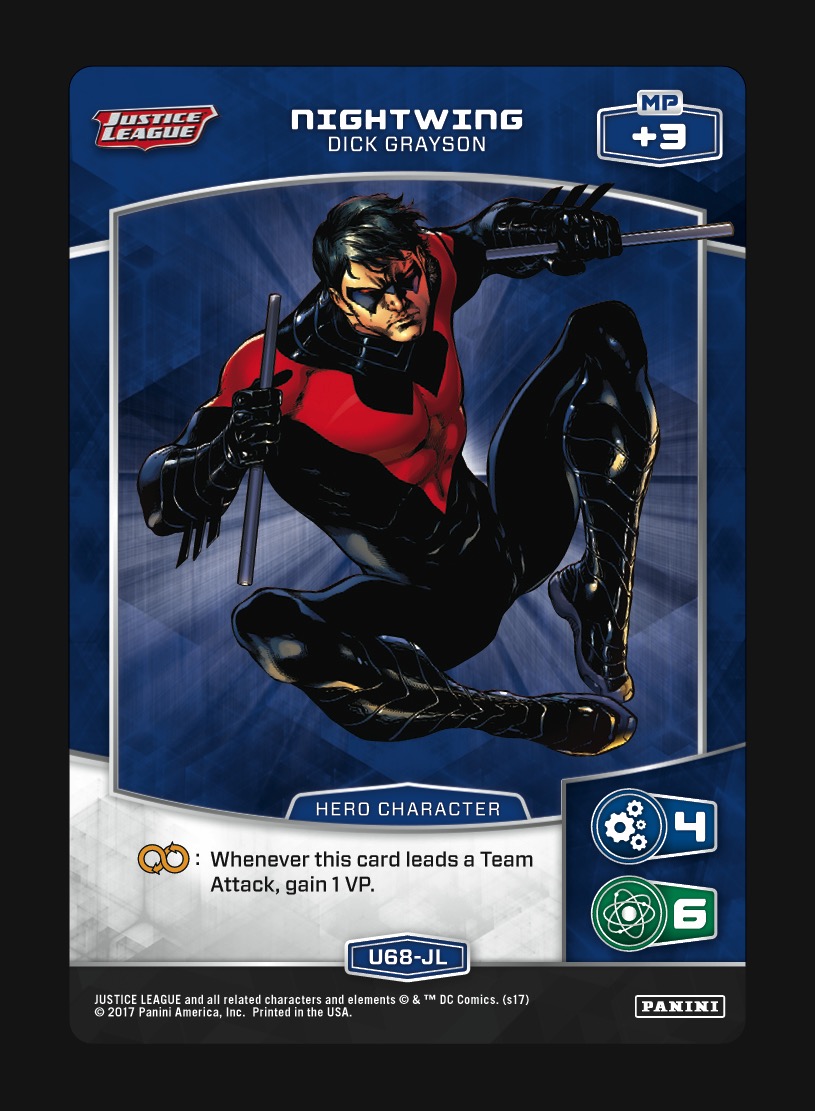 JUSTICE
LEAGUE
NIGHTWING
DICK GRAYSON
MP
+3
HERO CHARACTER
: Whenever this card leads a Team
Attack, gain 1 VP.
4
6
U68-JL
JUSTICE LEAGUE and all related characters and elements © & ™ DC Comics. (s17)
© 2017 Panini America, Inc. Printed in the USA.
PANINI